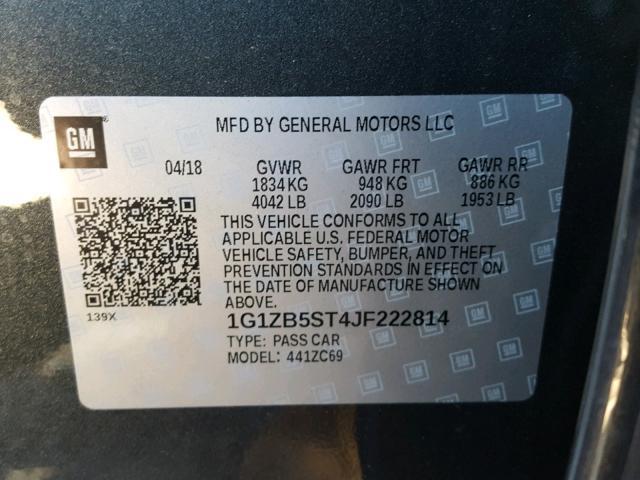 GM
MFD BY GENERAL MOTORS LLC
04/18 GVWR GAWR FRT GAWR RR
1834 KG 948 KG 886 KG
4042 LB 2090 LB 1953 LB
THIS VEHICLE CONFORMS TO ALL
APPLICABLE U.S. FEDERAL MOTOR
VEHICLE SAFETY, BUMPER, AND THEFT
PREVENTION STANDARDS IN EFFECT ON
THE DATE OF MANUFACTURE SHOWN
ABOVE.
139X
1G1ZB5ST4JF222814
TYPE: PASS CAR
MODEL: 441ZC69